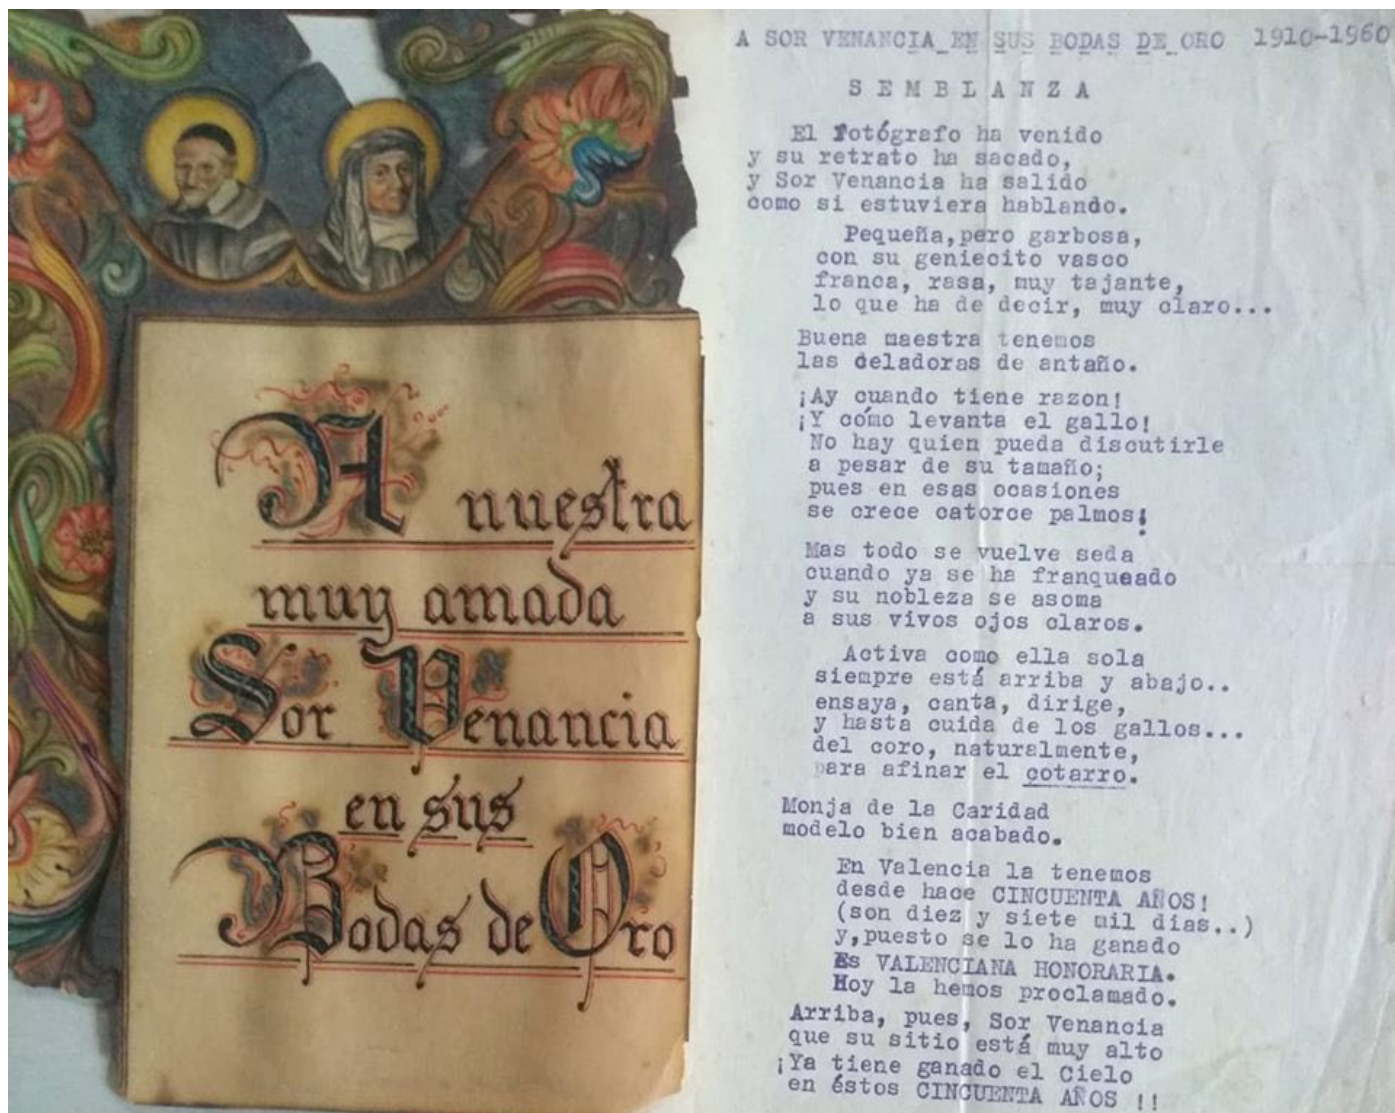 A nuestra
muy amada
Sor Venancia
en sus
Bodas de Oro
A SOR VENANCIA EN SUS BODAS DE ORO 1910-1960
S E M B L A N Z A
El Fotógrafo ha venido
y su retrato ha sacado,
y Sor Venancia ha salido
como si estuviera hablando.
Pequeña,pero garbosa,
con su geniecito vasco
franca, rasa, muy tajante,
lo que ha de decir, muy claro...
Buena maestra tenemos
las deladoras de antaño.
¡Ay cuando tiene razon!
¡Y cómo levanta el gallo!
No hay quien pueda discutirle
a pesar de su tamaño;
pues en esas ocasiones
se crece catorce palmos!
Mas todo se vuelve seda
cuando ya se ha franqueado
y su nobleza se asoma
a sus vivos ojos claros.
Activa como ella sola
siempre está arriba y abajo..
ensaya, canta, dirige,
y hasta cuida de los gallos...
del coro, naturalmente,
para afinar el cotarro.
Monja de la Caridad
modelo bien acabado.
En Valencia la tenemos
desde hace CINCUENTA AÑOS!
(son diez y siete mil dias..)
y,puesto se lo ha ganado
Es VALENCIANA HONORARIA.
Hoy la hemos proclamado.
Arriba, pues, Sor Venancia
que su sitio está muy alto
¡Ya tiene ganado el Cielo
en éstos CINCUENTA AÑOS !!